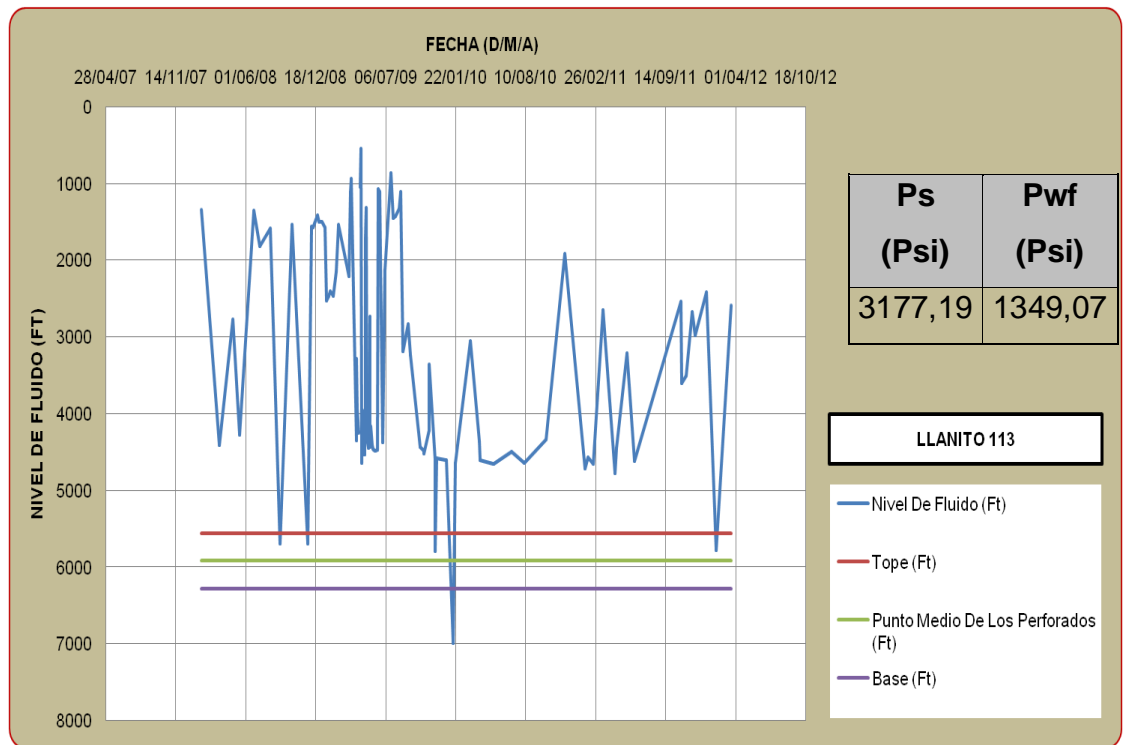 FECHA (D/M/A)
28/04/07 14/11/07 01/06/08 18/12/08 06/07/09 22/01/10 10/08/10 26/02/11 14/09/11 01/04/12 18/10/12
NIVEL DE FLUIDO (FT)
0
1000
2000
3000
4000
5000
6000
7000
8000
Ps (Psi)
Pwf (Psi)
3177,19 1349,07
LLANITO 113
Nivel De Fluido (Ft)
Tope (Ft)
Punto Medio De Los Perforados
(Ft)
Base (Ft)